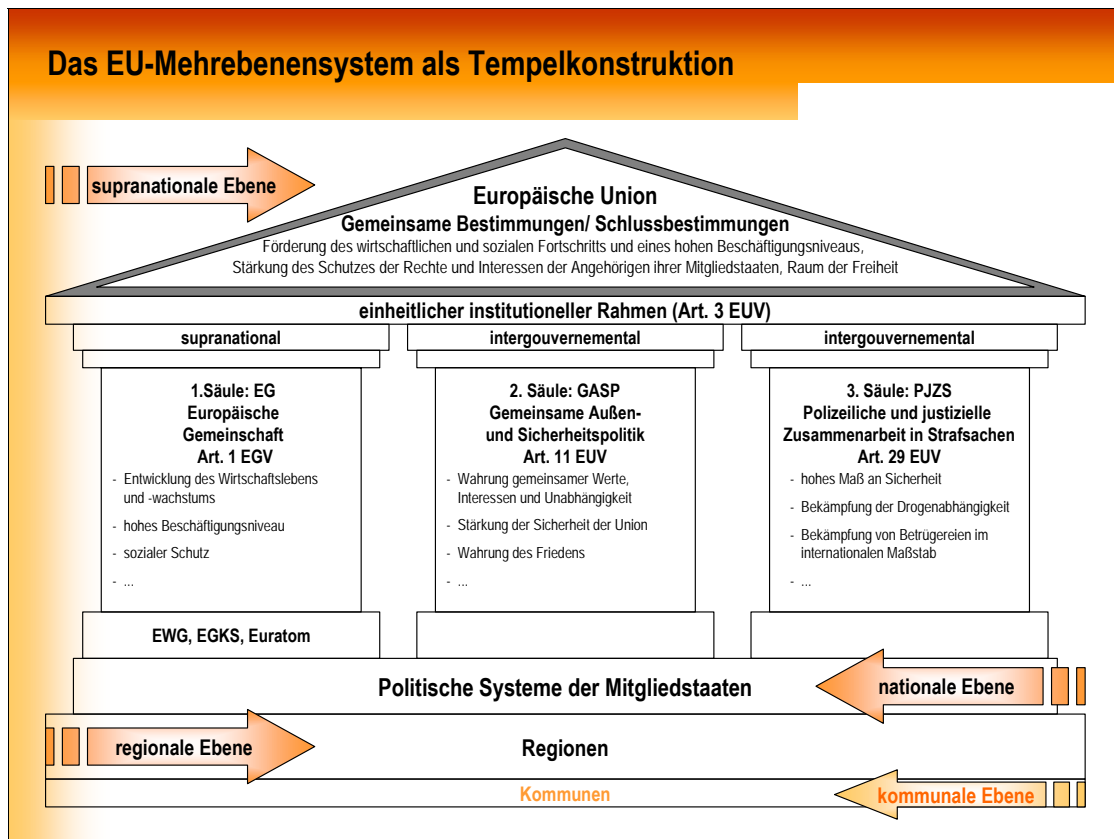 Das EU-Mehrebenensystem als Tempelkonstruktion
supranationale Ebene
Europäische Union
Gemeinsame Bestimmungen/ Schlussbestimmungen
Förderung des wirtschaftlichen und sozialen Fortschritts und eines hohen Beschäftigungsniveaus,
Stärkung des Schutzes der Rechte und Interessen der Angehörigen ihrer Mitgliedstaaten, Raum der Freiheit
einheitlicher institutioneller Rahmen (Art. 3 EUV)
supranational
1.Säule: EG
Europäische
Gemeinschaft
Art. 1 EGV
- Entwicklung des Wirtschaftslebens
und -wachstums
- hohes Beschäftigungsniveau
- sozialer Schutz
- ...
EWG, EGKS, Euratom
intergouvernemental
2. Säule: GASP
Gemeinsame Außen-
und Sicherheitspolitik
Art. 11 EUV
- Wahrung gemeinsamer Werte,
Interessen und Unabhängigkeit
- Stärkung der Sicherheit der Union
- Wahrung des Friedens
- ...
intergouvernemental
3. Säule: PJZS
Polizeiliche und justizielle
Zusammenarbeit in Strafsachen
Art. 29 EUV
- hohes Maß an Sicherheit
- Bekämpfung der Drogenabhängigkeit
- Bekämpfung von Betrügereien im
internationalen Maßstab
- ...
Politische Systeme der Mitgliedstaaten
nationale Ebene
regionale Ebene
Regionen
Kommunen
kommunale Ebene